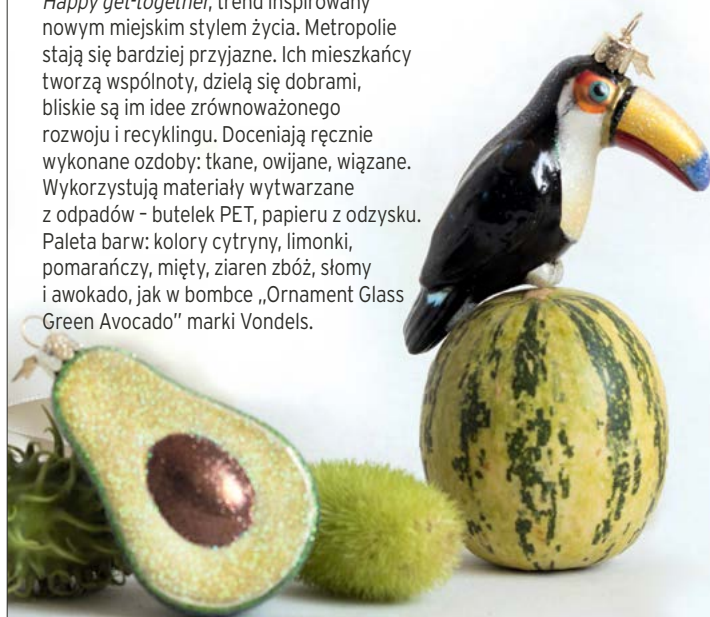 Happy get-together, trend inspirowany
nowym miejskim stylem życia. Metropolie
stają się bardziej przyjazne. Ich mieszkańcy
tworzą wspólnoty, dzielą się dobrami,
bliskie są im idee zrównoważonego
rozwoju i recyklingu. Doceniają ręcznie
wykonane ozdoby: tkane, owijane, wiązane.
Wykorzystują materiały wytwarzane
z odpadów – butelek PET, papieru z odzysku.
Paleta barw: kolory cytryny, limonki,
pomarańczy, mięty, ziaren zbóż, słomy
i awokado, jak w bombce „Ornament Glass
Green Avocado” marki Vondels.